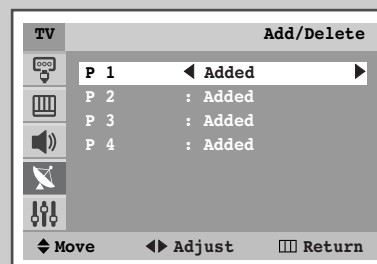 TV Add/Delete
P 1 ◀ Added ▶
P 2 : Added
P 3 : Added
P 4 : Added
Move Adjust Return